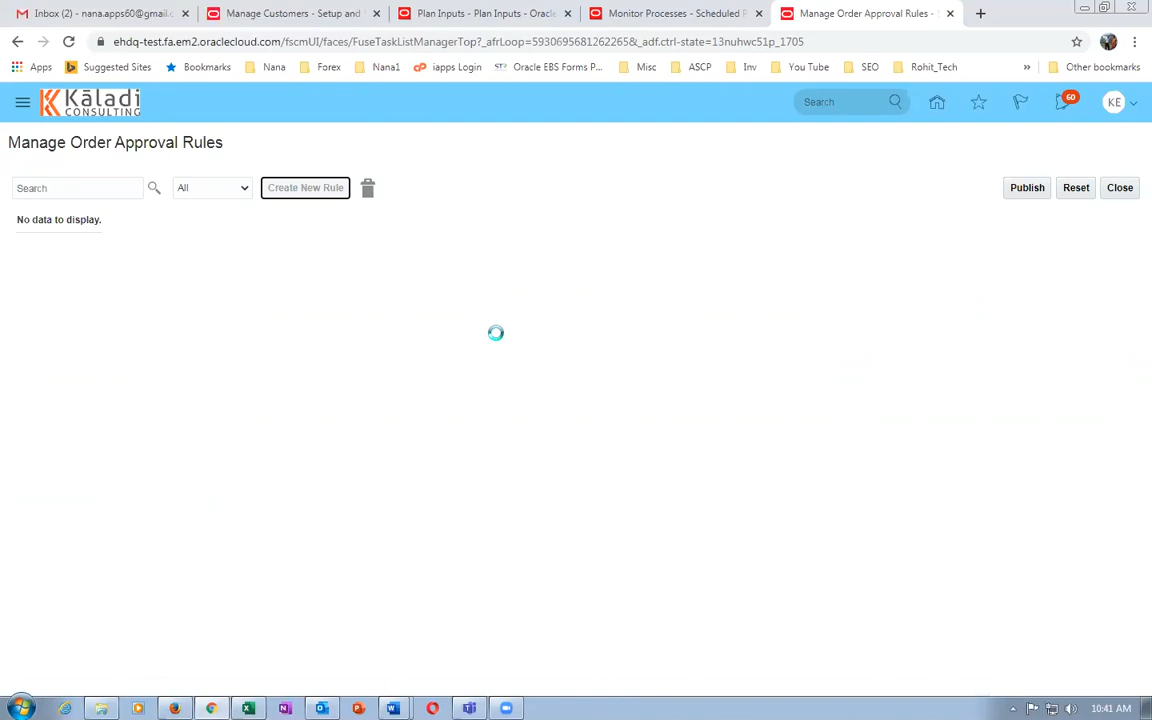 Inbox (2) - nana.apps60@gmail.c
Manage Customers - Setup and
Plan Inputs - Plan Inputs - Oracle
Monitor Processes - Scheduled P
Manage Order Approval Rules -
ehdq-test.fa.em2.oraclecloud.com/fscmUI/faces/FuseTaskListManagerTop?_afrLoop=5930695681262265&_adf.ctrl-state=13nuhwc51p_1705
Apps
Suggested Sites
Bookmarks
Nana
Forex
Nana1
iapps Login
Oracle EBS Forms P...
Misc
ASCP
Inv
You Tube
SEO
Rohit_Tech
»
Other bookmarks
Kāladi
CONSULTING
Search
60
KE
Manage Order Approval Rules
Search
All
Create New Rule
Publish
Reset
Close
No data to display.
10:41 AM